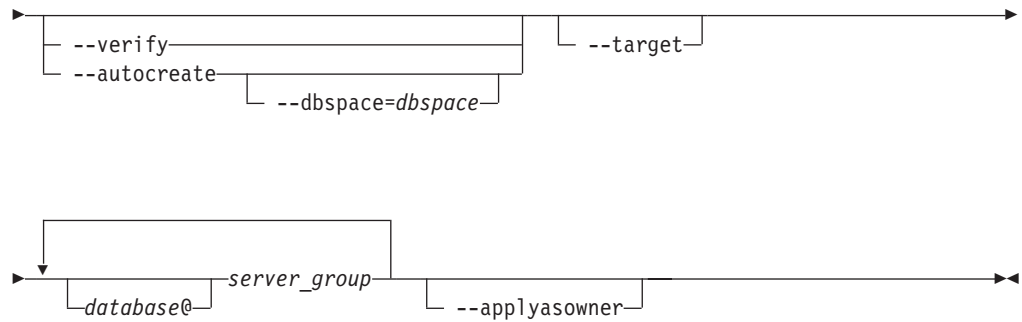 --verify
--target
--autocreate
--dbspace=dbspace
server_group
database@
--applyasowner